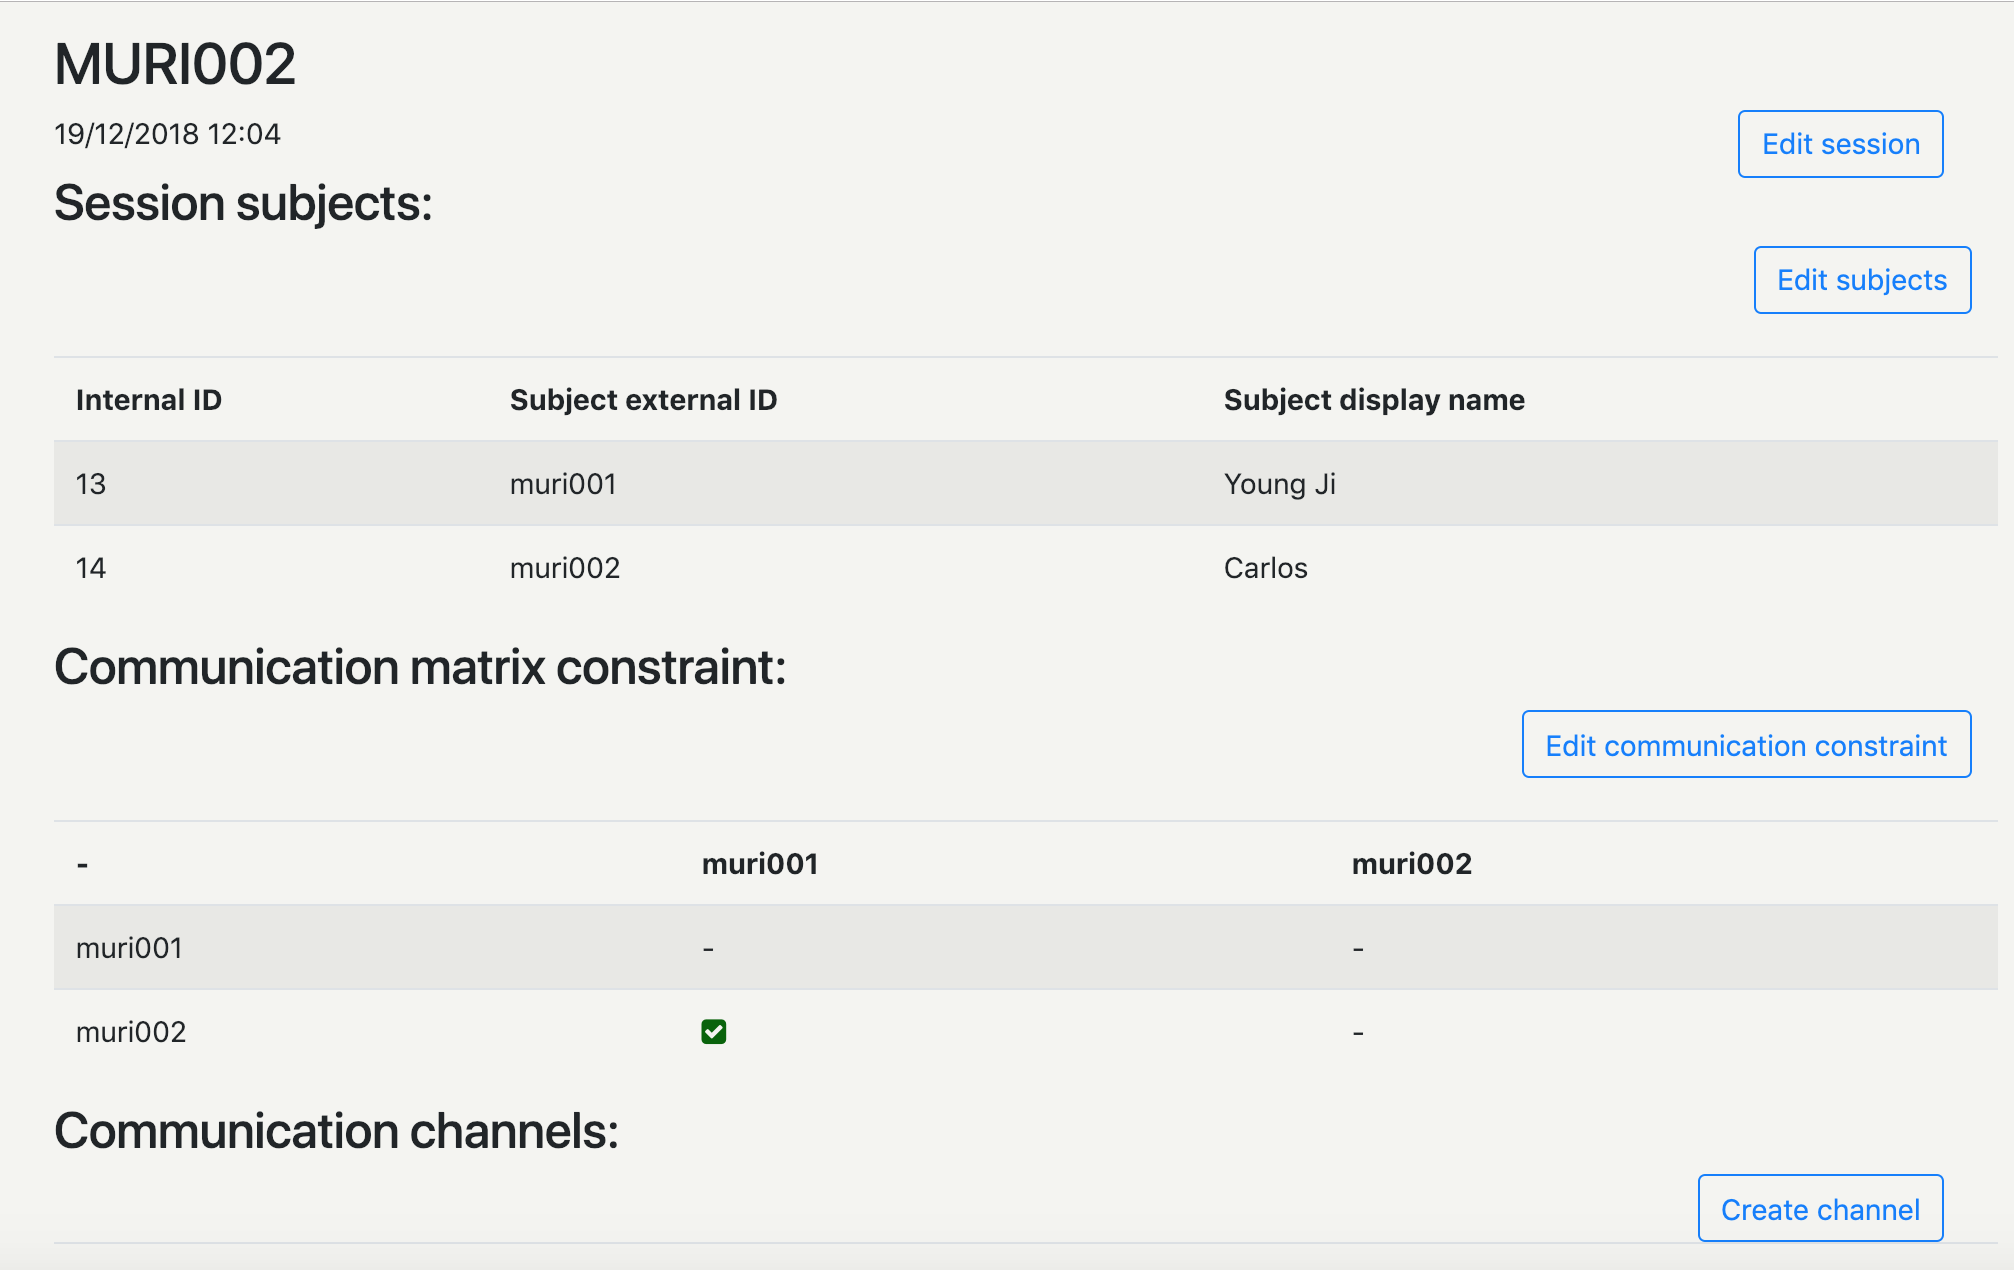 MURI002
19/12/2018 12:04
Edit session
Session subjects:
Edit subjects
Internal ID Subject external ID Subject display name
13 muri001 Young Ji
14 muri002 Carlos
Communication matrix constraint:
Edit communication constraint
- muri001 muri002
muri001 - -
muri002 -
Communication channels:
Create channel